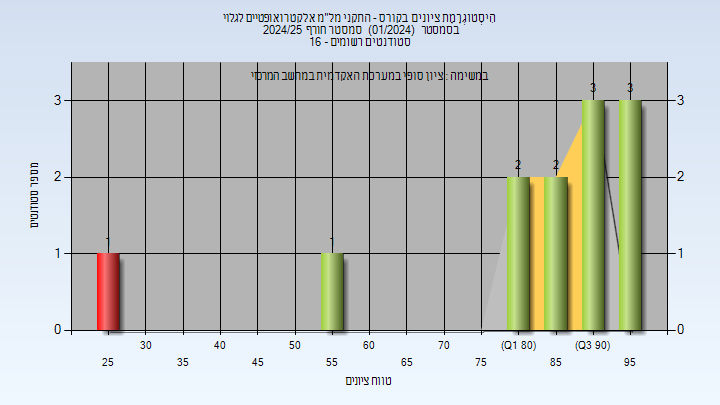 היסטוגרמת ציונים בקורס - התקני מל"מ אלקטרואופטיים לגלוי
בסמסטר (01/2024) סמסטר חורף 2024/25
סטודנטים רשומים - 16
במשימה : ציון סופי במערכת האקדמית במחשב המרכזי
מספר סטודנטים
3 3
2 2
1 1
0 0
1 1 2 2 3 3
30 40 50 60 70 (Q1 80) (Q3 90)
25 35 45 55 65 75 85 95
טווח ציונים